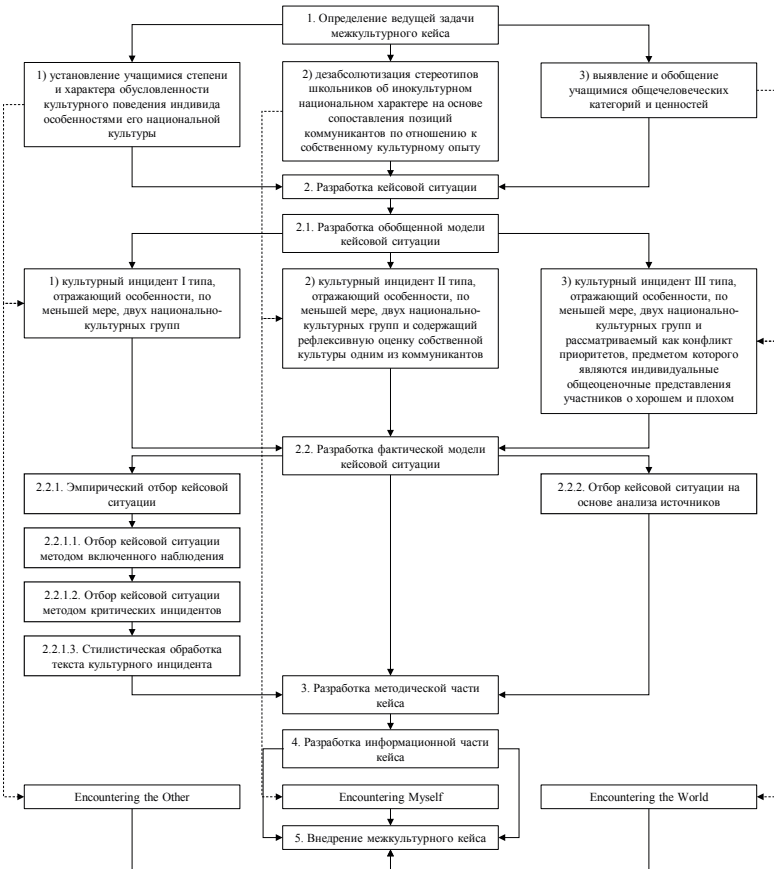 1. Определение ведущей задачи
межкультурного кейса
1) установление учащимися степени
и характера обусловленности
культурного поведения индивида
особенностями его национальной
культуры
2) дезабсолютизация стереотипов
школьников об инокультурном
национальном характере на основе
сопоставления позиций
коммуникантов по отношению к
собственному культурному опыту
3) выявление и обобщение
учащимися общечеловеческих
категорий и ценностей
2. Разработка кейсовой ситуации
2.1. Разработка обобщенной модели
кейсовой ситуации
1) культурный инцидент I типа,
отражающий особенности, по
меньшей мере, двух национально-
культурных групп
2) культурный инцидент II типа,
отражающий особенности, по
меньшей мере, двух национально-
культурных групп и содержащий
рефлексивную оценку собственной
культуры одним из коммуникантов
3) культурный инцидент III типа,
отражающий особенности, по
меньшей мере, двух национально-
культурных групп и
рассматриваемый как конфликт
приоритетов, предметом которого
являются индивидуальные
общеоценочные представления
участников о хорошем и плохом
2.2. Разработка фактической модели
кейсовой ситуации
2.2.1. Эмпирический отбор кейсовой
ситуации
2.2.2. Отбор кейсовой ситуации на
основе анализа источников
2.2.1.1. Отбор кейсовой ситуации
методом включенного наблюдения
2.2.1.2. Отбор кейсовой ситуации
методом критических инцидентов
2.2.1.3. Стилистическая обработка
текста культурного инцидента
3. Разработка методической части
кейса
4. Разработка информационной части
кейса
Encountering the Other
Encountering Myself
Encountering the World
5. Внедрение межкультурного кейса